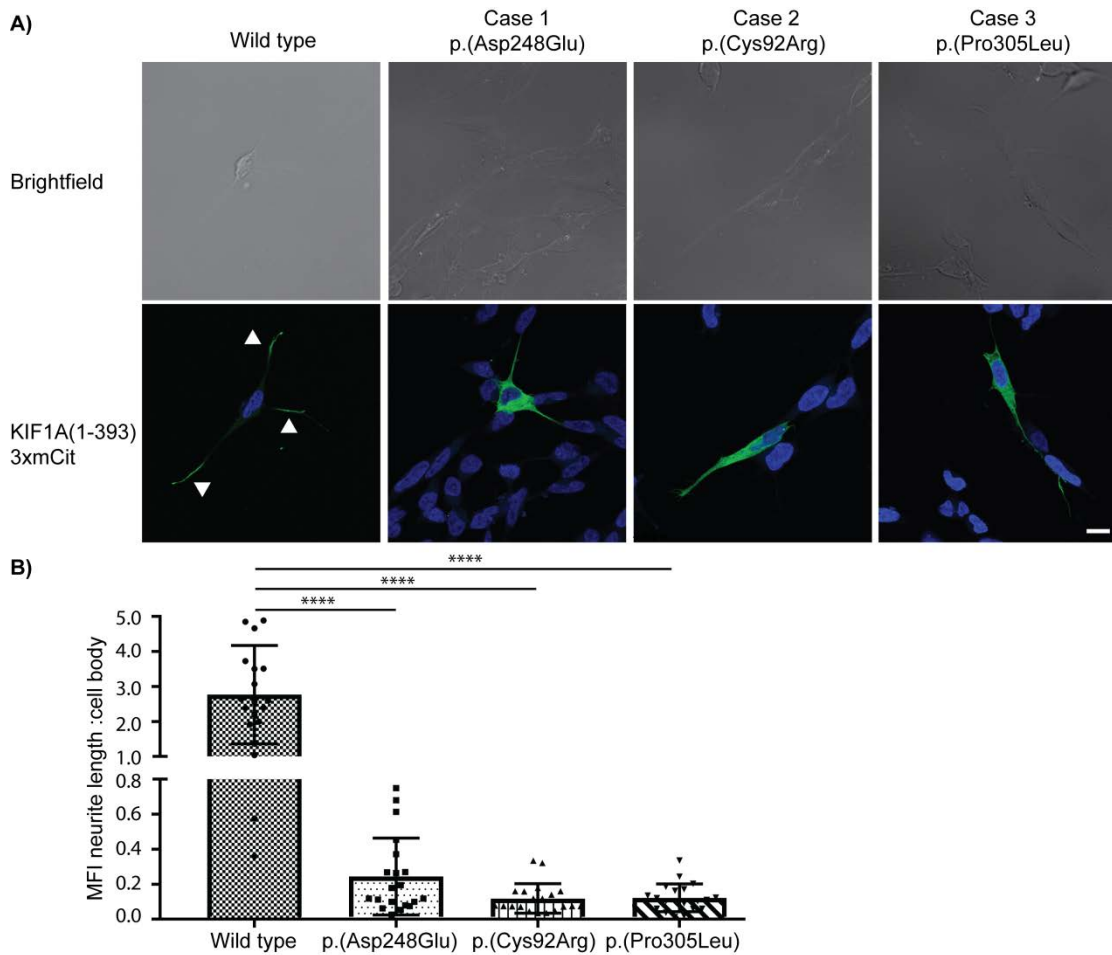 A)
Wild type
Case 1
p.(Asp248Glu)
Case 2
p.(Cys92Arg)
Case 3
p.(Pro305Leu)
Brightfield
KIF1A(1-393)
3xmCit
B)
****
****
****
MFI neurite length :cell body
5.0
4.0
3.0
2.0
1.0
0.8
0.6
0.4
0.2
0.0
Wild type
p.(Asp248Glu)
p.(Cys92Arg)
p.(Pro305Leu)